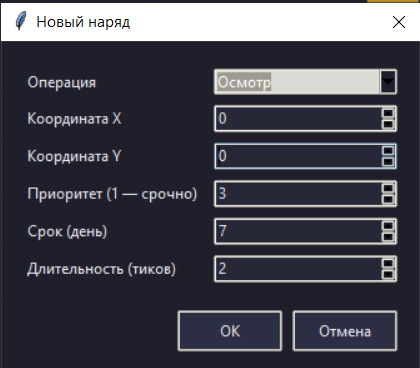 Новый наряд
Операция Осмотр
Координата X 0
Координата Y 0
Приоритет (1 — срочно) 3
Срок (день) 7
Длительность (тиков) 2
OK Отмена